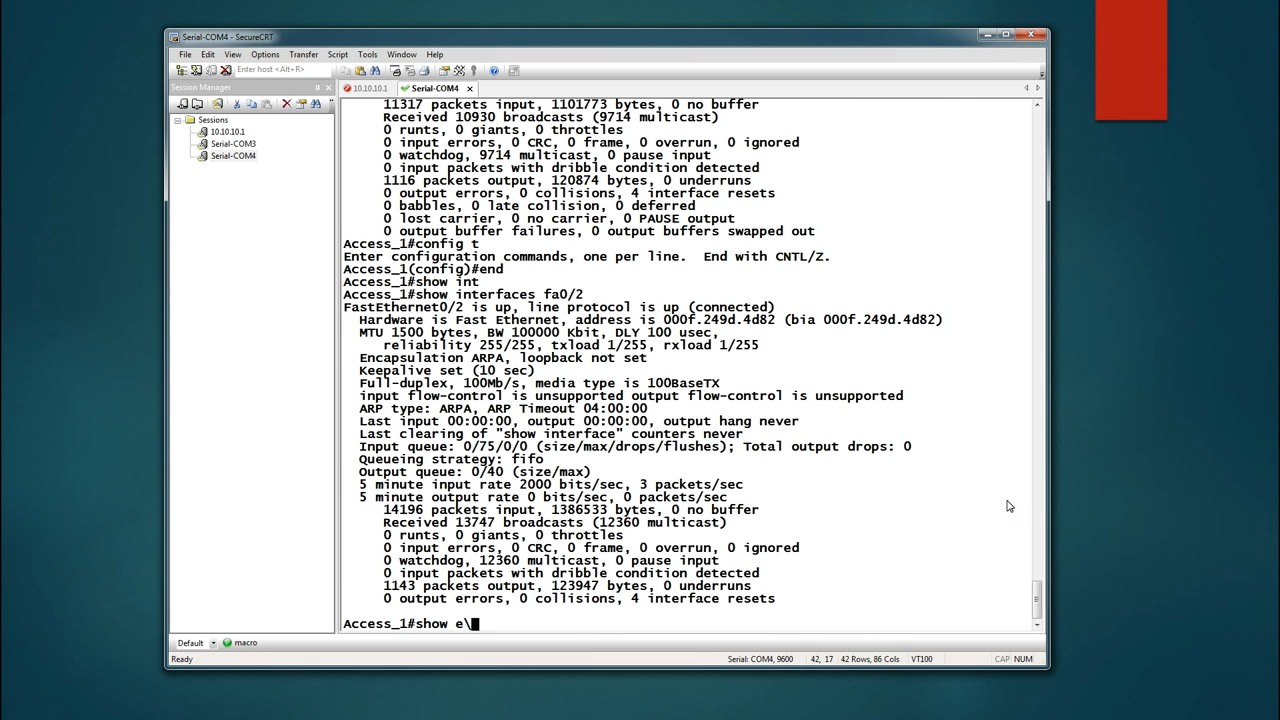 Serial-COM4 - SecureCRT
File Edit View Options Transfer Script Tools Window Help
Enter host <Alt+R>
Session Manager
10.10.10.1 Serial-COM4
Sessions
10.10.10.1
Serial-COM3
Serial-COM4
11317 packets input, 1101773 bytes, 0 no buffer
Received 10930 broadcasts (9714 multicast)
0 runts, 0 giants, 0 throttles
0 input errors, 0 CRC, 0 frame, 0 overrun, 0 ignored
0 watchdog, 9714 multicast, 0 pause input
0 input packets with dribble condition detected
1116 packets output, 120874 bytes, 0 underruns
0 output errors, 0 collisions, 4 interface resets
0 babbles, 0 late collision, 0 deferred
0 lost carrier, 0 no carrier, 0 PAUSE output
0 output buffer failures, 0 output buffers swapped out
Access_1#config t
Enter configuration commands, one per line. End with CNTL/Z.
Access_1(config)#end
Access_1#show int
Access_1#show interfaces fa0/2
FastEthernet0/2 is up, line protocol is up (connected)
Hardware is Fast Ethernet, address is 000f.249d.4d82 (bia 000f.249d.4d82)
MTU 1500 bytes, BW 100000 Kbit, DLY 100 usec,
reliability 255/255, txload 1/255, rxload 1/255
Encapsulation ARPA, loopback not set
Keepalive set (10 sec)
Full-duplex, 100Mb/s, media type is 100BaseTX
input flow-control is unsupported output flow-control is unsupported
ARP type: ARPA, ARP Timeout 04:00:00
Last input 00:00:00, output 00:00:00, output hang never
Last clearing of "show interface" counters never
Input queue: 0/75/0/0 (size/max/drops/flushes); Total output drops: 0
Queueing strategy: fifo
Output queue: 0/40 (size/max)
5 minute input rate 2000 bits/sec, 3 packets/sec
5 minute output rate 0 bits/sec, 0 packets/sec
14196 packets input, 1386533 bytes, 0 no buffer
Received 13747 broadcasts (12360 multicast)
0 runts, 0 giants, 0 throttles
0 input errors, 0 CRC, 0 frame, 0 overrun, 0 ignored
0 watchdog, 12360 multicast, 0 pause input
0 input packets with dribble condition detected
1143 packets output, 123947 bytes, 0 underruns
0 output errors, 0 collisions, 4 interface resets
Access_1#show e\
Default macro
Ready Serial: COM4, 9600 42, 17 42 Rows, 86 Cols VT100 CAP NUM